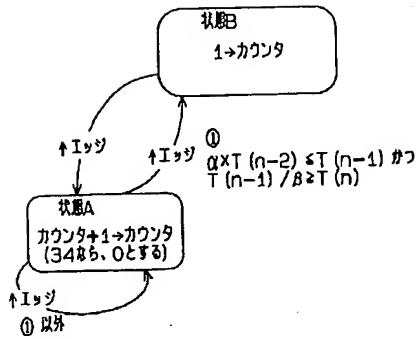 状態B
1→カウンタ
↑エッジ
↑エッジ
①
α×T(n-2)≦T(n-1)かつ
T(n-1)/β≧T(n)
状態A
カウンタ+1→カウンタ
(34なら、0とする)
↑エッジ
①以外